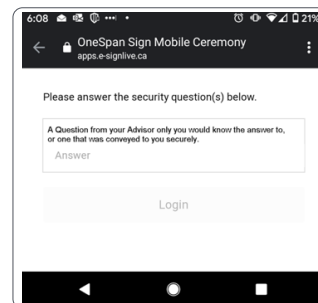 6:08
21%
OneSpan Sign Mobile Ceremony
apps.e-signlive.ca
Please answer the security question(s) below.
A Question from your Advisor only you would know the answer to,
or one that was conveyed to you securely.
Answer
Login